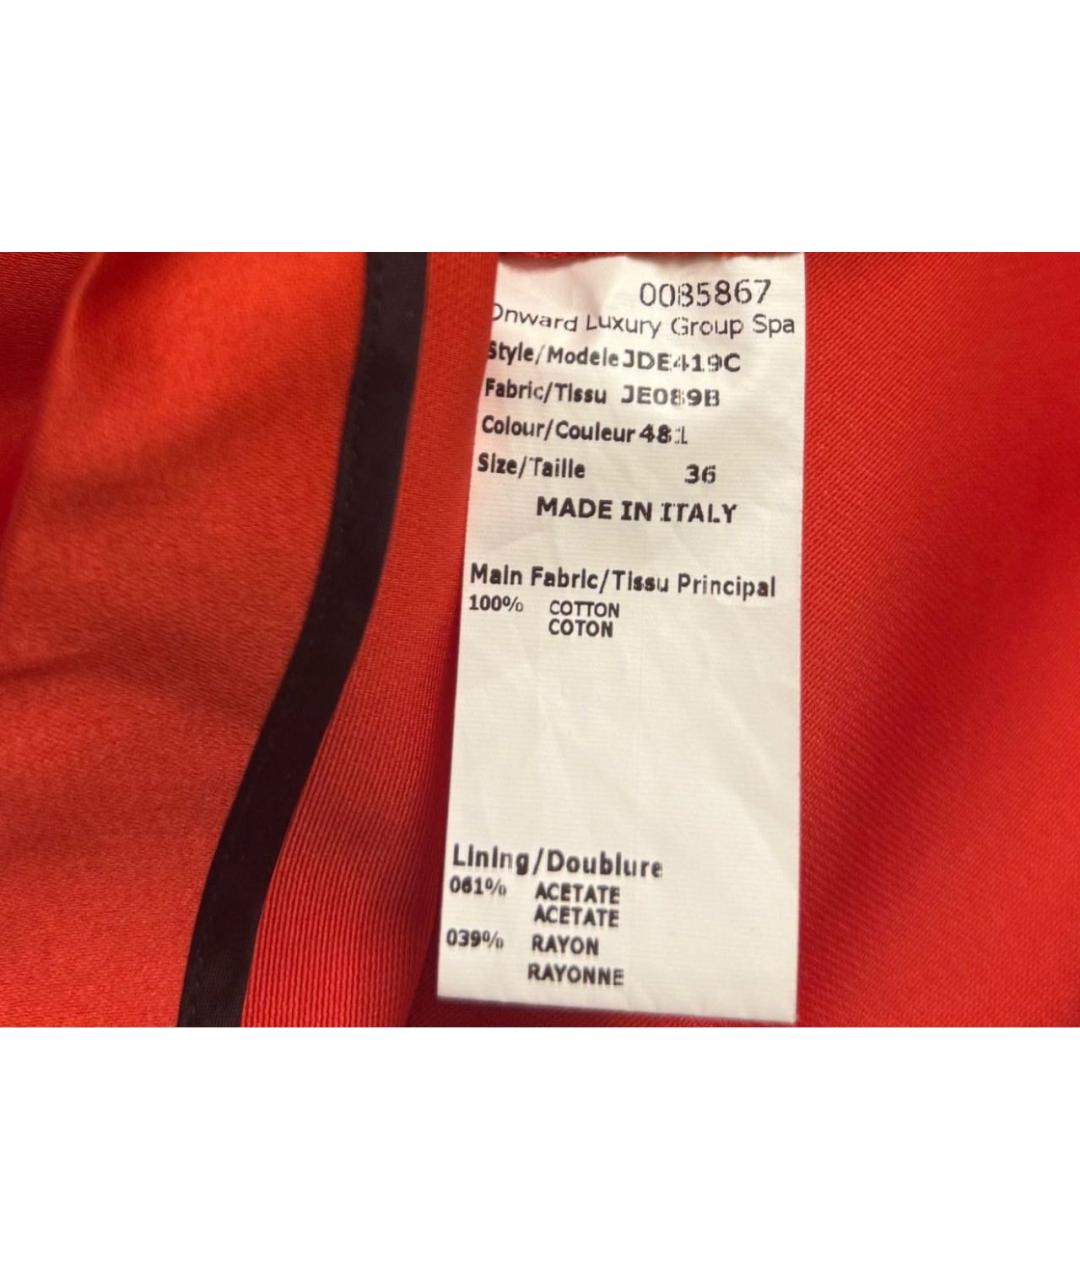 0085867
Onward Luxury Group Spa
Style/Modele JDE419C
Fabric/Tissu JE089B
Colour/Couleur 481
Size/Taille 36
MADE IN ITALY
Main Fabric/Tissu Principal
100% COTTON
COTON
Lining/Doublure
061% ACETATE
ACETATE
039% RAYON
RAYONNE